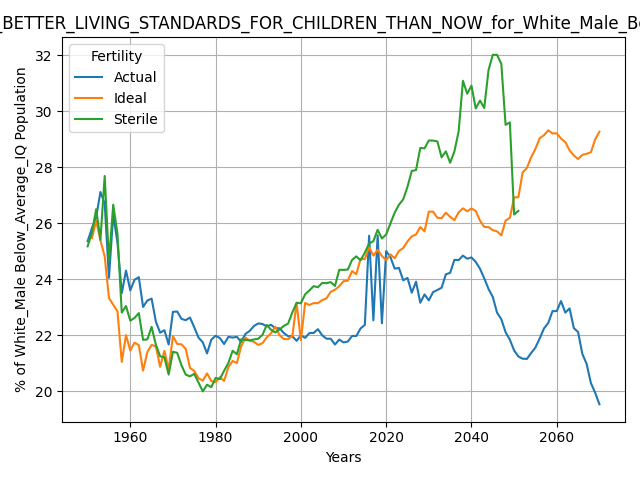 _BETTER_LIVING_STANDARDS_FOR_CHILDREN_THAN_NOW_for_White_Male_Be
Fertility
Actual
Ideal
Sterile
% of White_Male Below_Average_IQ Population
32
30
28
26
24
22
20
1960
1980
2000
2020
2040
2060
Years